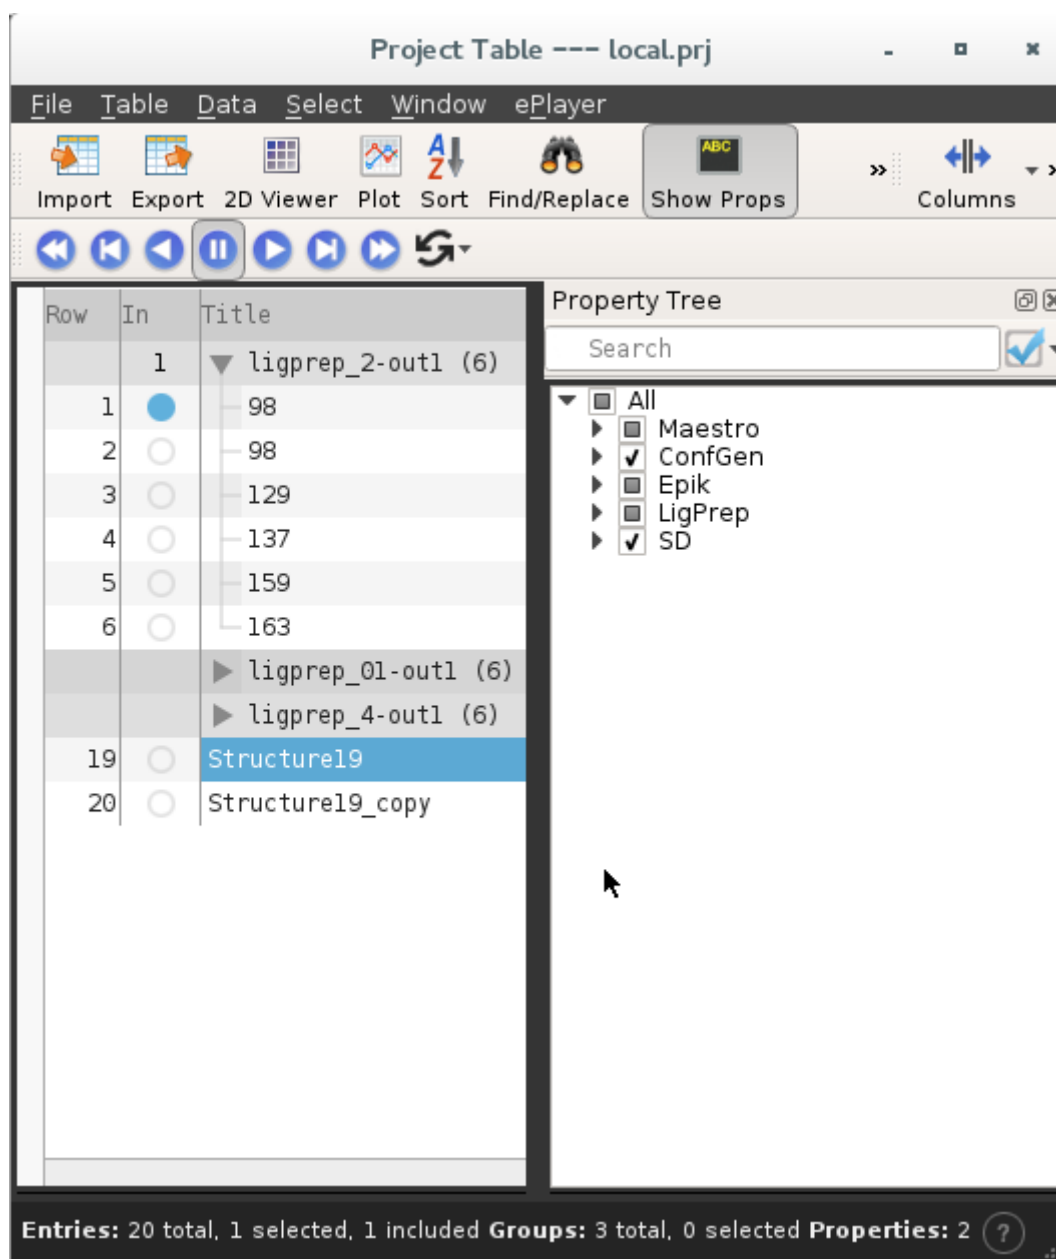 Project Table --- local.prj
File Table Data Select Window ePlayer
ABC
A
Z
Import Export 2D Viewer Plot Sort Find/Replace Show Props » Columns
Row In Title
Property Tree
Search
1 ligprep_2-out1 (6)
1 98
2 98
3 129
4 137
5 159
6 163
ligprep_01-out1 (6)
ligprep_4-out1 (6)
19 Structure19
20 Structure19_copy
All
Maestro
ConfGen
Epik
LigPrep
SD
Entries: 20 total, 1 selected, 1 included Groups: 3 total, 0 selected Properties: 2 ?